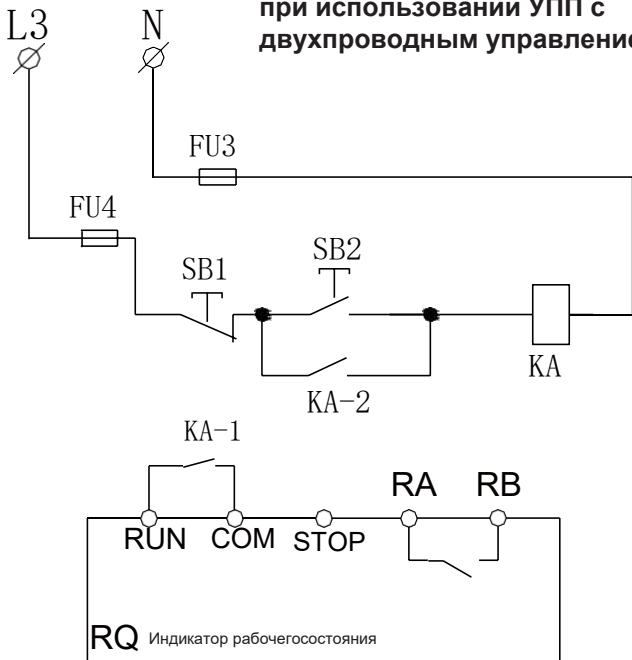 при использовании УПП с
двухпроводным управление
L3
N
FU3
FU4
SB1
SB2
KA
KA-2
KA-1
RUN
COM
STOP
RA
RB
RQ Индикатор рабочегосостояния